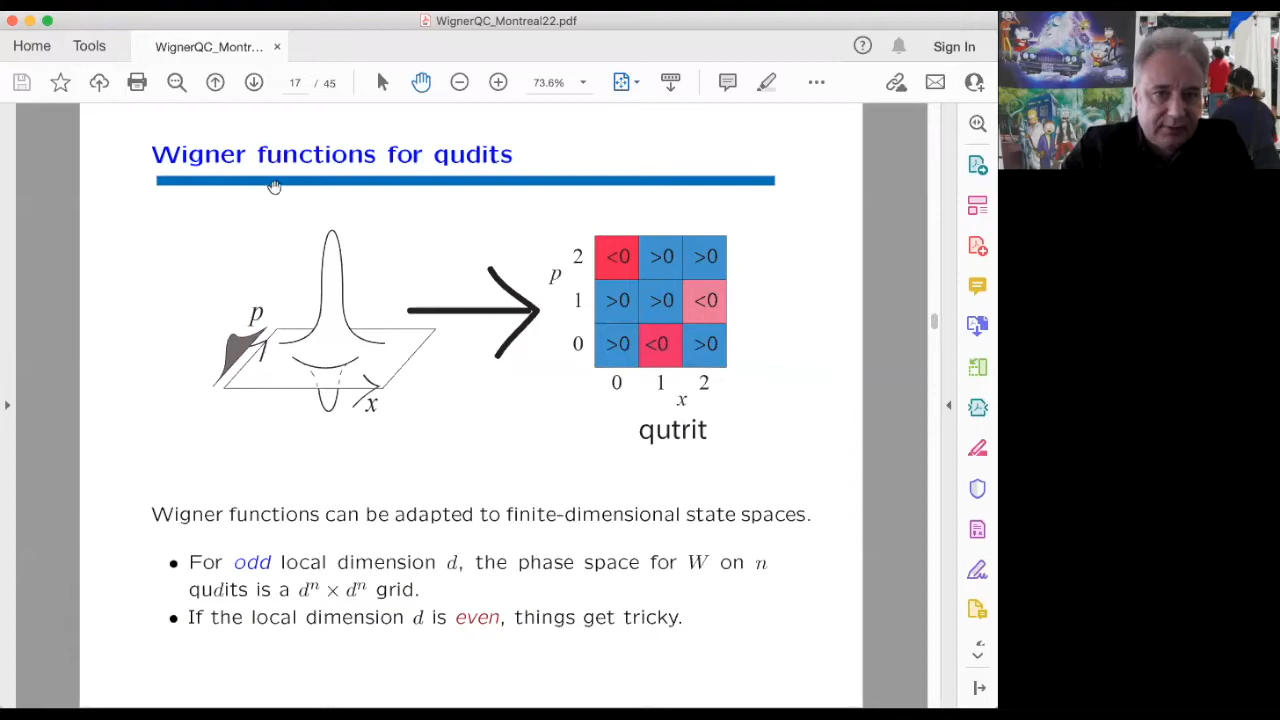 WignerQC_Montreal22.pdf
Home Tools WignerQC_Montr... × Sign In
17 / 45 73.6%
Wigner functions for qudits
p
x
p
2 <0 >0 >0
1 >0 >0 <0
0 >0 <0 >0
0 1 2
x
qutrit
Wigner functions can be adapted to finite-dimensional state spaces.
• For odd local dimension d, the phase space for W on n
qudits is a dⁿ × dⁿ grid.
• If the local dimension d is even, things get tricky.